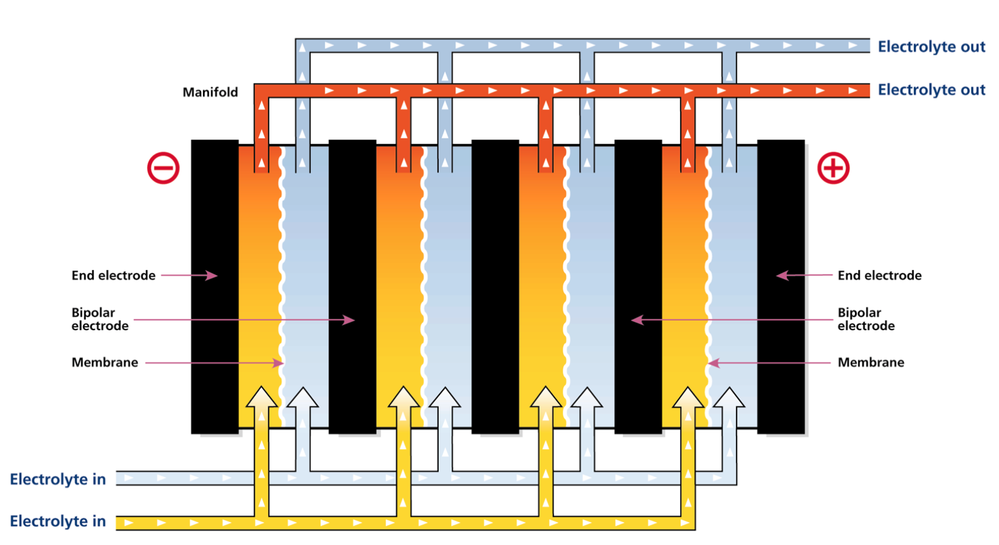 Electrolyte out
Manifold
Electrolyte out
End electrode
End electrode
Bipolar
electrode
Bipolar
electrode
Membrane
Membrane
Electrolyte in
Electrolyte in